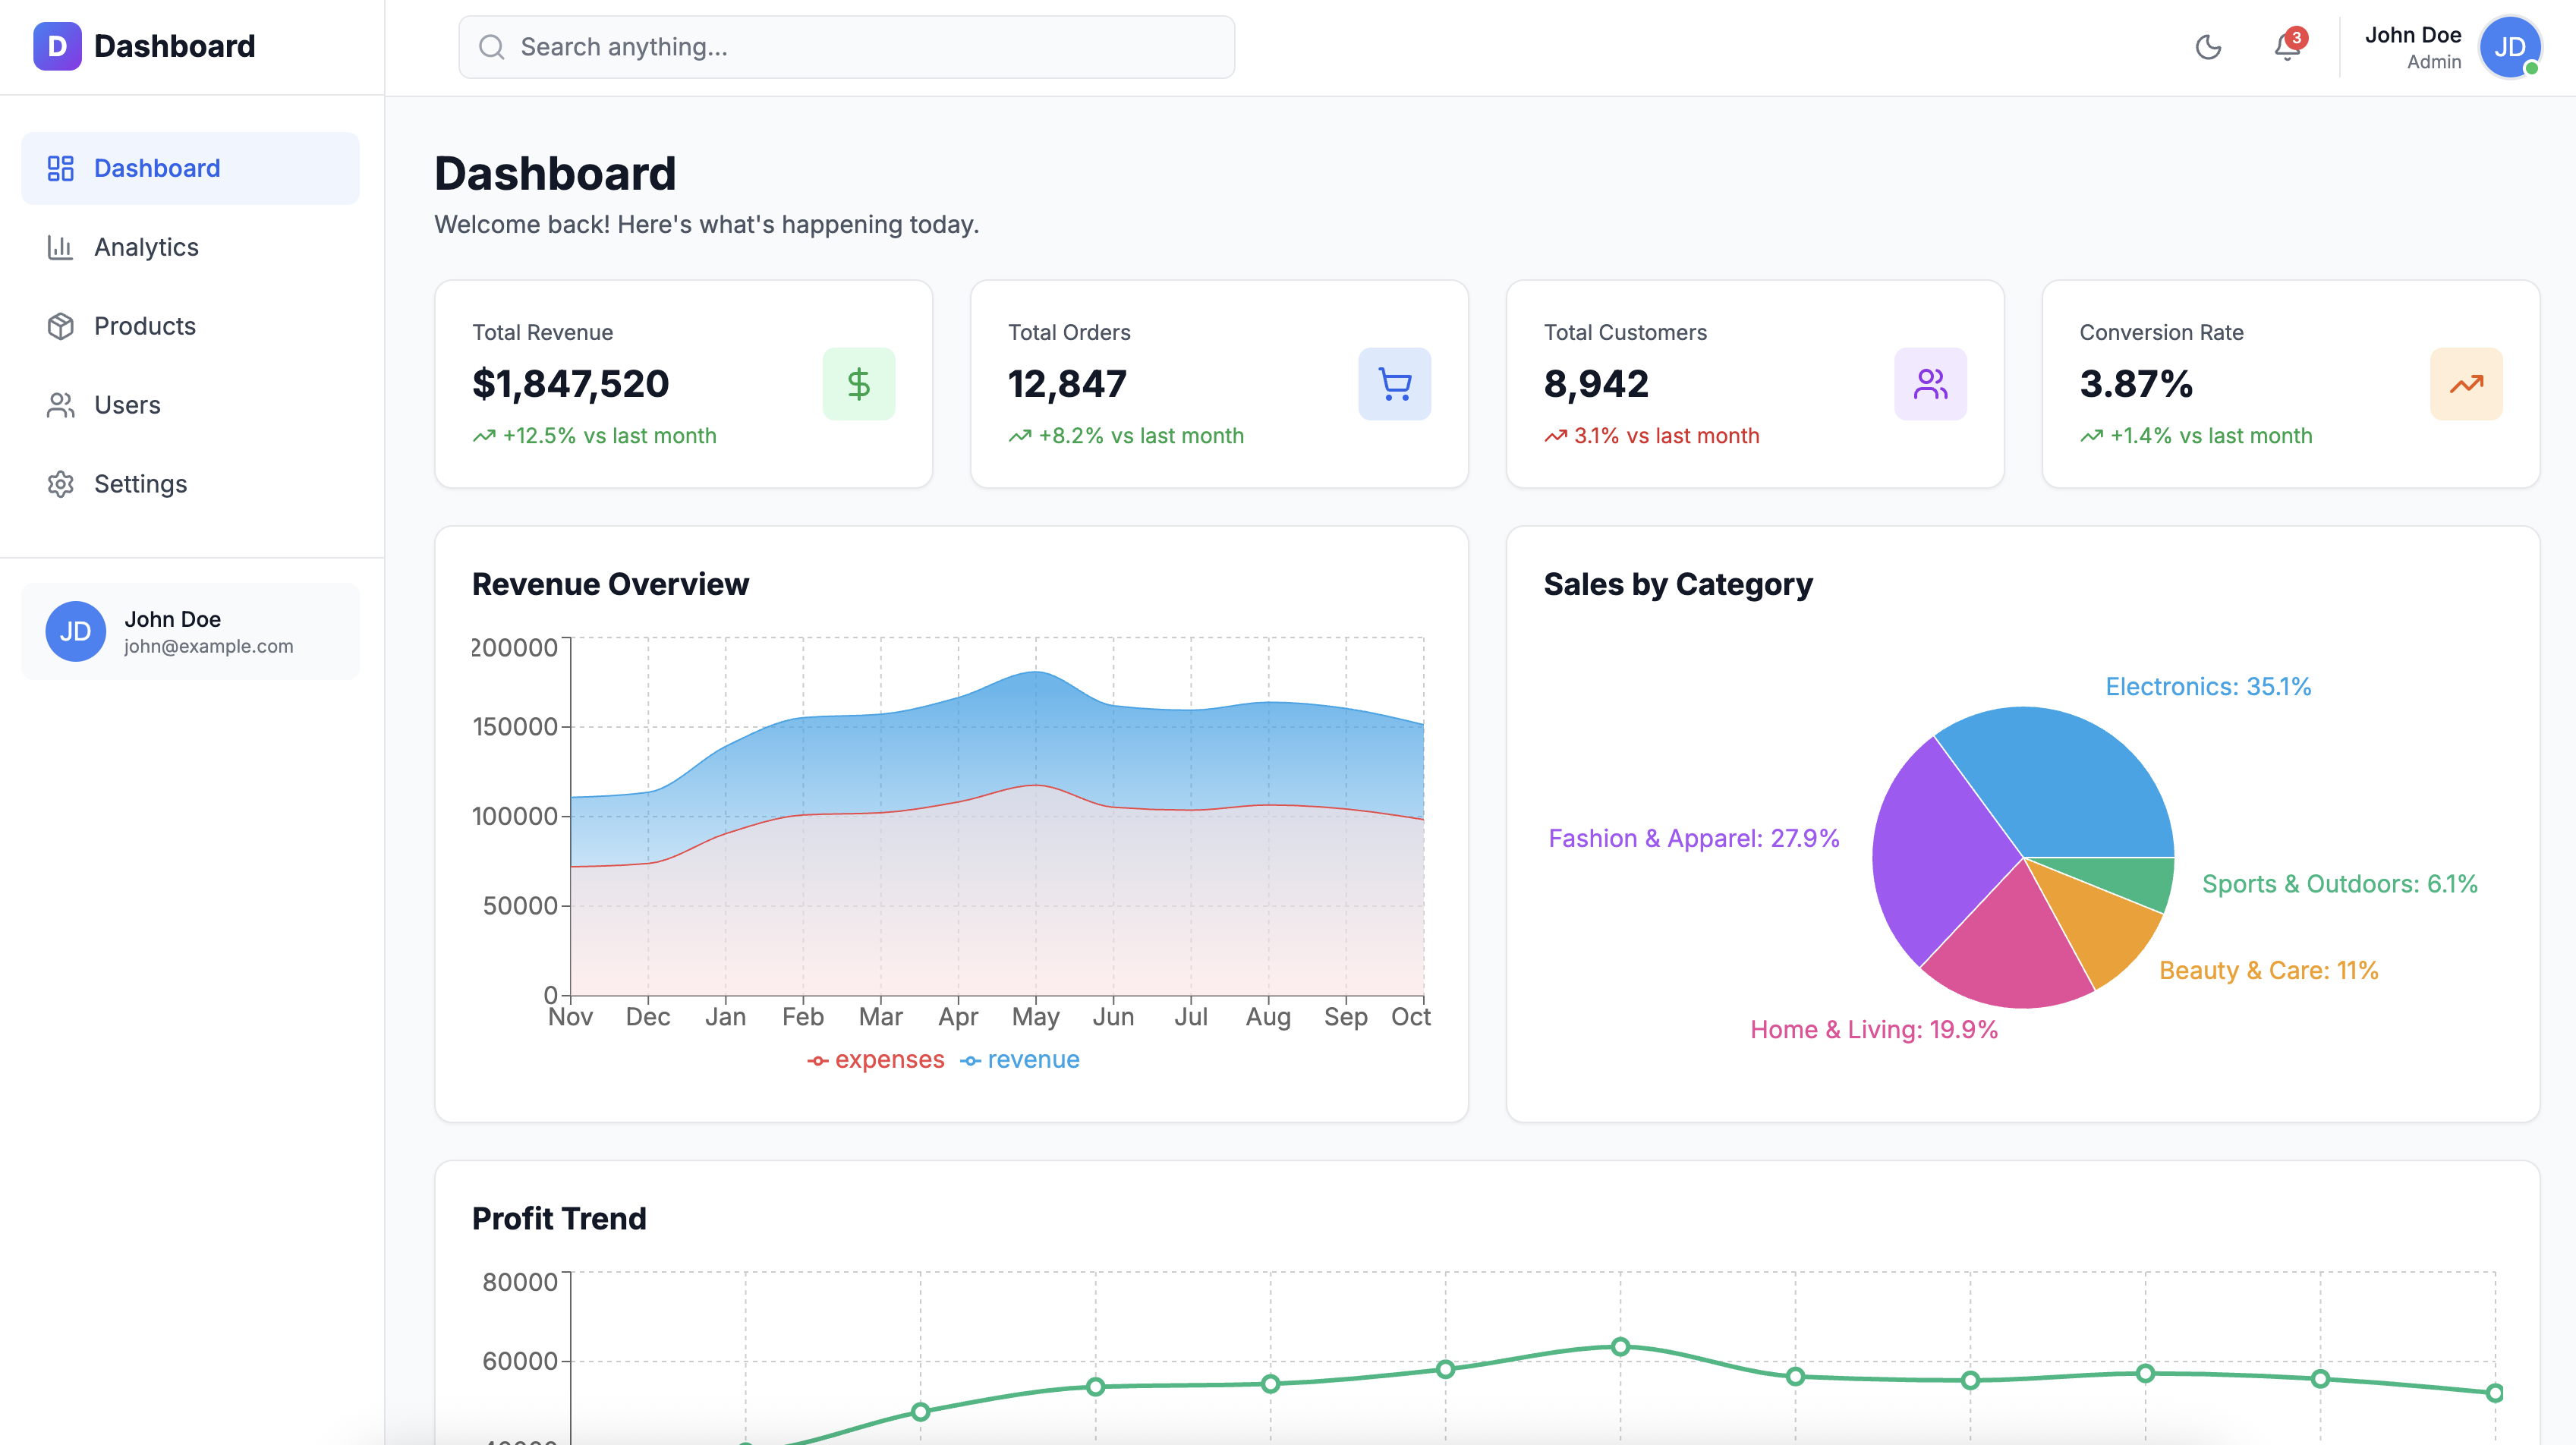 D Dashboard
Search anything...
3
John Doe
Admin
JD
Dashboard
Analytics
Products
Users
Settings
JD
John Doe
john@example.com
Dashboard
Welcome back! Here's what's happening today.
Total Revenue
$1,847,520
+12.5% vs last month
$
Total Orders
12,847
+8.2% vs last month
Total Customers
8,942
3.1% vs last month
Conversion Rate
3.87%
+1.4% vs last month
Revenue Overview
200000
150000
100000
50000
0
Nov Dec Jan Feb Mar Apr May Jun Jul Aug Sep Oct
expenses revenue
Sales by Category
Electronics: 35.1%
Fashion & Apparel: 27.9%
Sports & Outdoors: 6.1%
Beauty & Care: 11%
Home & Living: 19.9%
Profit Trend
80000
60000